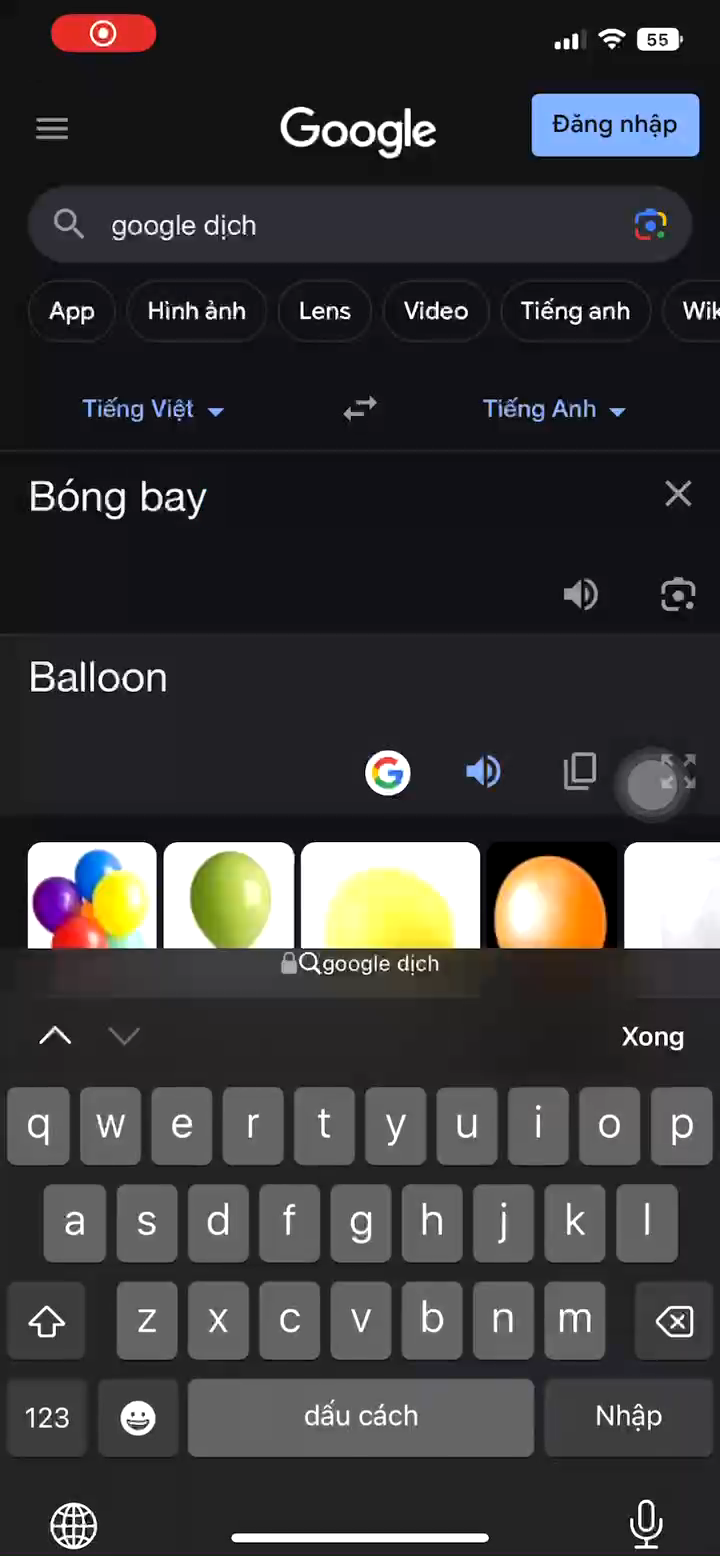 55
Google
Đăng nhập
google dịch
App
Hình ảnh
Lens
Video
Tiếng anh
Wik
Tiếng Việt
Tiếng Anh
Bóng bay
Balloon
google dịch
Xong
q w e r t y u i o p
a s d f g h j k l
z x c v b n m
123
dấu cách
Nhập